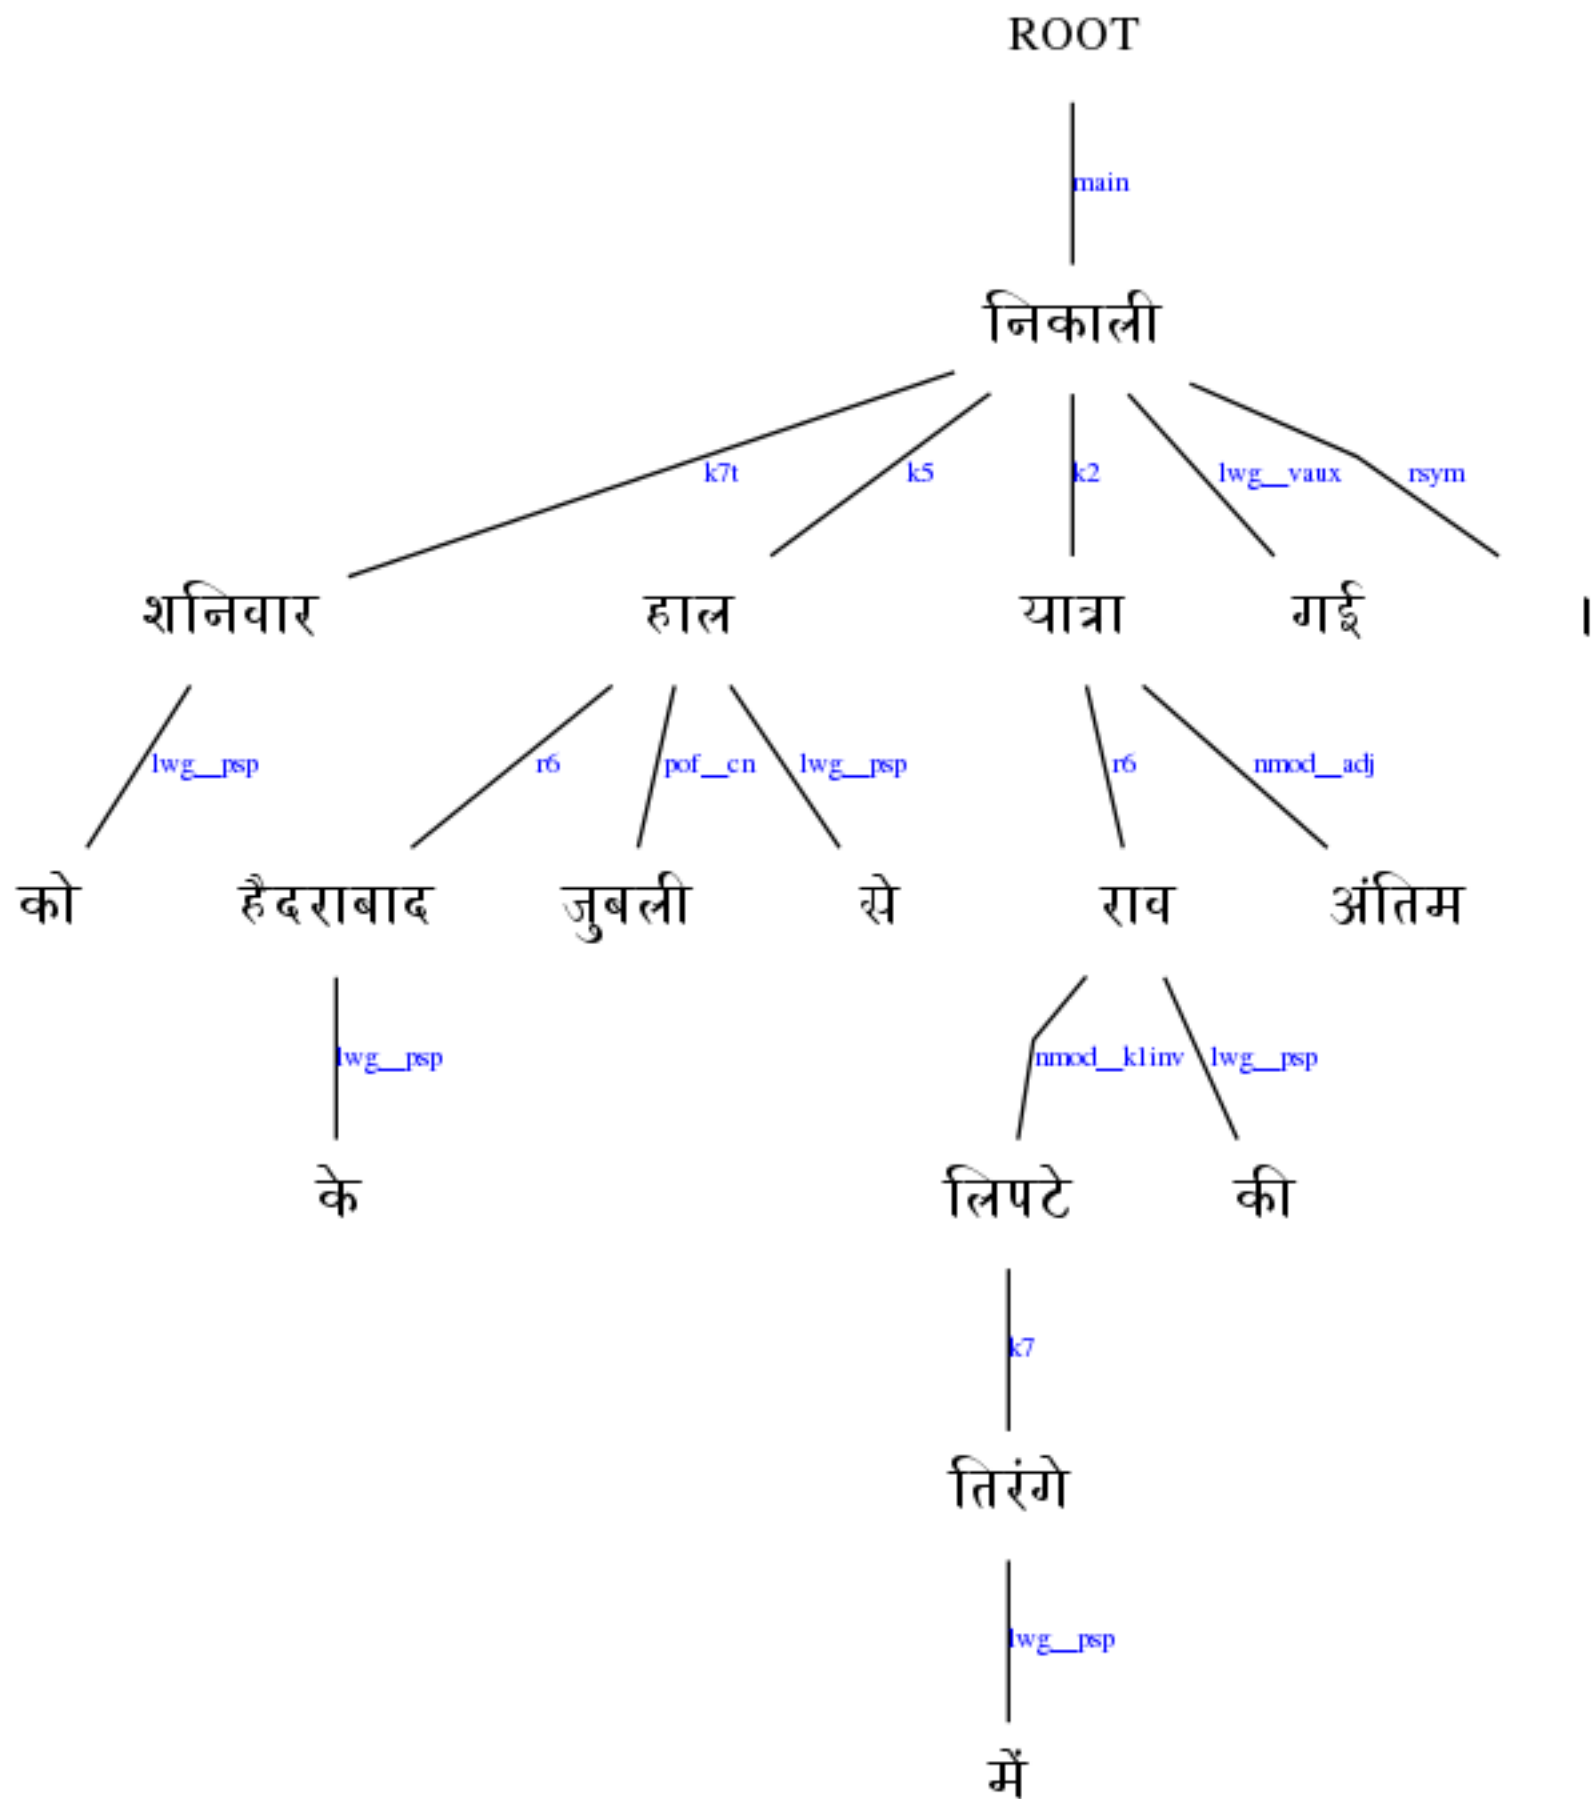 ROOT
main
निकाली
k7t k5 k2 lwg__vaux rsym
शनिवार हाल यात्रा गई ।
lwg__psp r6 pof__cn lwg__psp r6 nmod__adj
को हैदराबाद जुबली से राव अंतिम
lwg__psp nmod__k1inv lwg__psp
के लिपटे की
k7
तिरंगे
lwg__psp
में